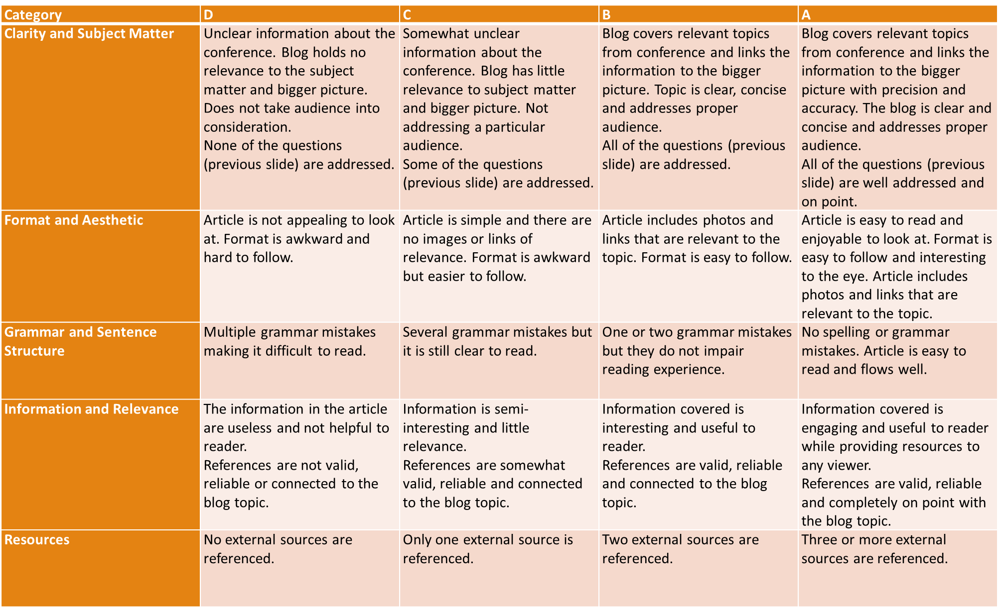 Category
D
C
B
A
Clarity and Subject Matter
Unclear information about the
conference. Blog holds no
relevance to the subject
matter and bigger picture.
Does not take audience into
consideration.
None of the questions
(previous slide) are addressed.
Somewhat unclear
information about the
conference. Blog has little
relevance to subject matter
and bigger picture. Not
addressing a particular
audience.
Some of the questions
(previous slide) are addressed.
Blog covers relevant topics
from conference and links the
information to the bigger
picture. Topic is clear, concise
and addresses proper
audience.
All of the questions (previous
slide) are addressed.
Blog covers relevant topics
from conference and links the
information to the bigger
picture with precision and
accuracy. The blog is clear and
concise and addresses proper
audience.
All of the questions (previous
slide) are well addressed and
on point.
Format and Aesthetic
Article is not appealing to look
at. Format is awkward and
hard to follow.
Article is simple and there are
no images or links of
relevance. Format is awkward
but easier to follow.
Article includes photos and
links that are relevant to the
topic. Format is easy to follow.
Article is easy to read and
enjoyable to look at. Format is
easy to follow and interesting
to the eye. Article includes
photos and links that are
relevant to the topic.
Grammar and Sentence
Structure
Multiple grammar mistakes
making it difficult to read.
Several grammar mistakes but
it is still clear to read.
One or two grammar mistakes
but they do not impair
reading experience.
No spelling or grammar
mistakes. Article is easy to
read and flows well.
Information and Relevance
The information in the article
are useless and not helpful to
reader.
References are not valid,
reliable or connected to the
blog topic.
Information is semi-
interesting and little
relevance.
References are somewhat
valid, reliable and connected
to the blog topic.
Information covered is
interesting and useful to
reader.
References are valid, reliable
and connected to the blog
topic.
Information covered is
engaging and useful to reader
while providing resources to
any viewer.
References are valid, reliable
and completely on point with
the blog topic.
Resources
No external sources are
referenced.
Only one external source is
referenced.
Two external sources are
referenced.
Three or more external
sources are referenced.